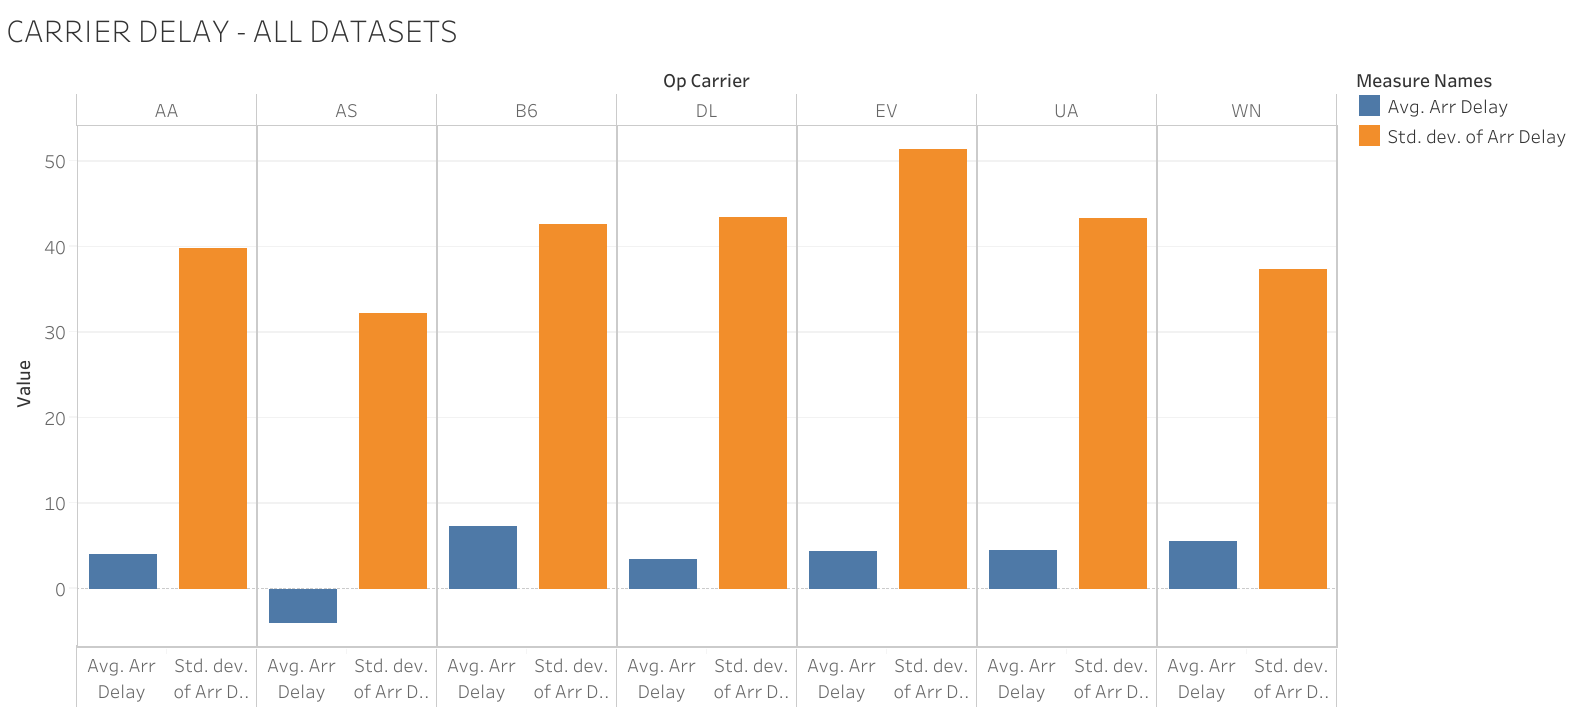 CARRIER DELAY - ALL DATASETS
Op Carrier
AA AS B6 DL EV UA WN
Measure Names
Avg. Arr Delay
Std. dev. of Arr Delay
Value
50
40
30
20
10
0
Avg. Arr Std. dev. Avg. Arr Std. dev. Avg. Arr Std. dev. Avg. Arr Std. dev. Avg. Arr Std. dev. Avg. Arr Std. dev. Avg. Arr Std. dev.
Delay of Arr D.. Delay of Arr D.. Delay of Arr D.. Delay of Arr D.. Delay of Arr D.. Delay of Arr D.. Delay of Arr D..